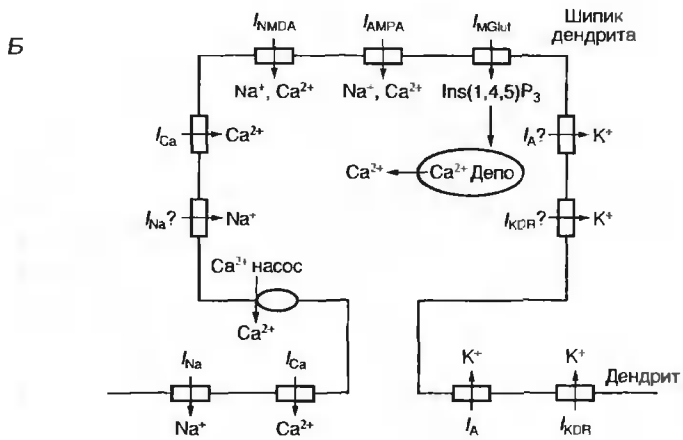 Б
I_NMDA I_AMPA I_MGlut Шипик
дендрита
Na⁺, Ca²⁺ Na⁺, Ca²⁺ Ins(1,4,5)P₃
I_Ca Ca²⁺ I_A? K⁺
Ca²⁺ Ca²⁺ Депо
I_Na? Na⁺ I_KDR? K⁺
Ca²⁺ насос
Ca²⁺
I_Na I_Ca K⁺ K⁺ Дендрит
Na⁺ Ca²⁺ I_A I_KDR